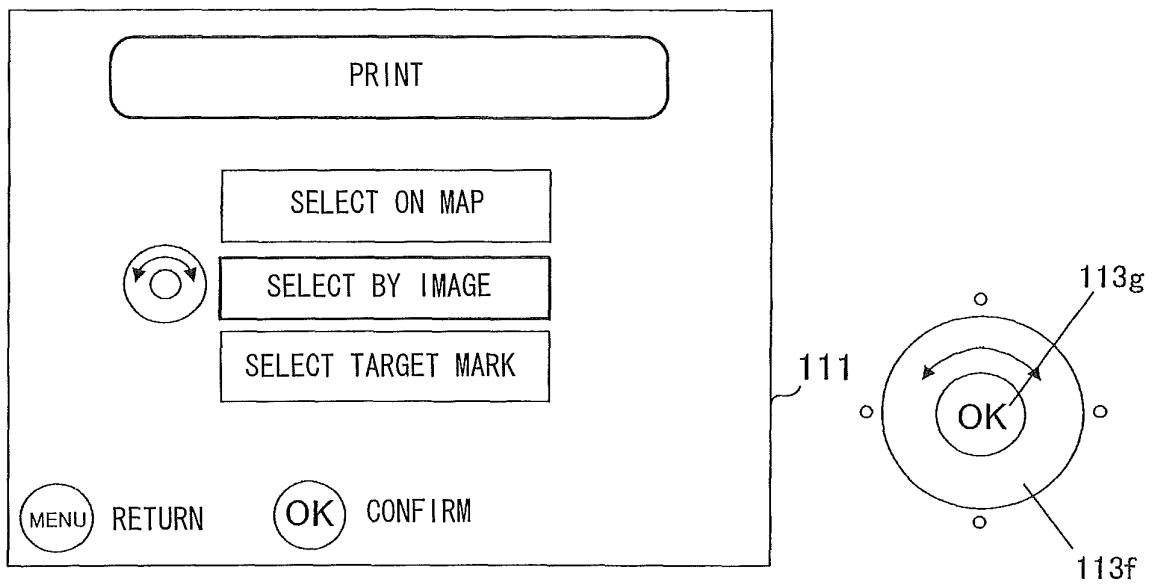 PRINT
SELECT ON MAP
SELECT BY IMAGE
SELECT TARGET MARK
MENU RETURN OK CONFIRM
111
113g
OK
113f